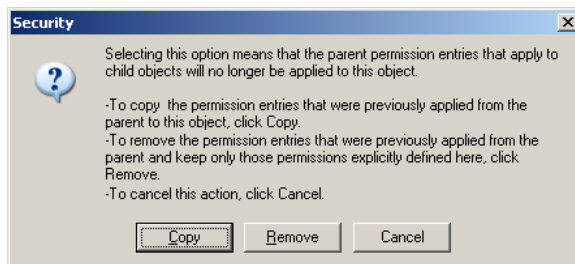 Security
Selecting this option means that the parent permission entries that apply to
child objects will no longer be applied to this object.
-To copy  the permission entries that were previously applied from the
parent to this object, click Copy.
-To remove the permission entries that were previously applied from the
parent and keep only those permissions explicitly defined here, click
Remove.
-To cancel this action, click Cancel.
Copy Remove Cancel